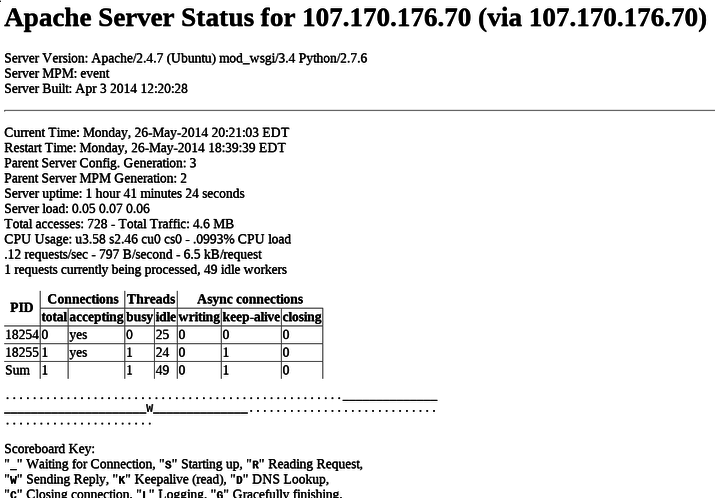 Apache Server Status for 107.170.176.70 (via 107.170.176.70)
Server Version: Apache/2.4.7 (Ubuntu) mod_wsgi/3.4 Python/2.7.6
Server MPM: event
Server Built: Apr 3 2014 12:20:28
Current Time: Monday, 26-May-2014 20:21:03 EDT
Restart Time: Monday, 26-May-2014 18:39:39 EDT
Parent Server Config. Generation: 3
Parent Server MPM Generation: 2
Server uptime: 1 hour 41 minutes 24 seconds
Server load: 0.05 0.07 0.06
Total accesses: 728 - Total Traffic: 4.6 MB
CPU Usage: u3.58 s2.46 cu0 cs0 - .0993% CPU load
.12 requests/sec - 797 B/second - 6.5 kB/request
1 requests currently being processed, 49 idle workers
PID Connections Threads Async connections
total accepting busy idle writing keep-alive closing
18254 0 yes 0 25 0 0 0
18255 1 yes 1 24 0 1 0
Sum 1 1 49 0 1 0
..................................................______________
_____________________W______________............................
......................
Scoreboard Key:
"_" Waiting for Connection, "S" Starting up, "R" Reading Request,
"W" Sending Reply, "K" Keepalive (read), "D" DNS Lookup,
"C" Closing connection, "L" Logging, "G" Gracefully finishing,